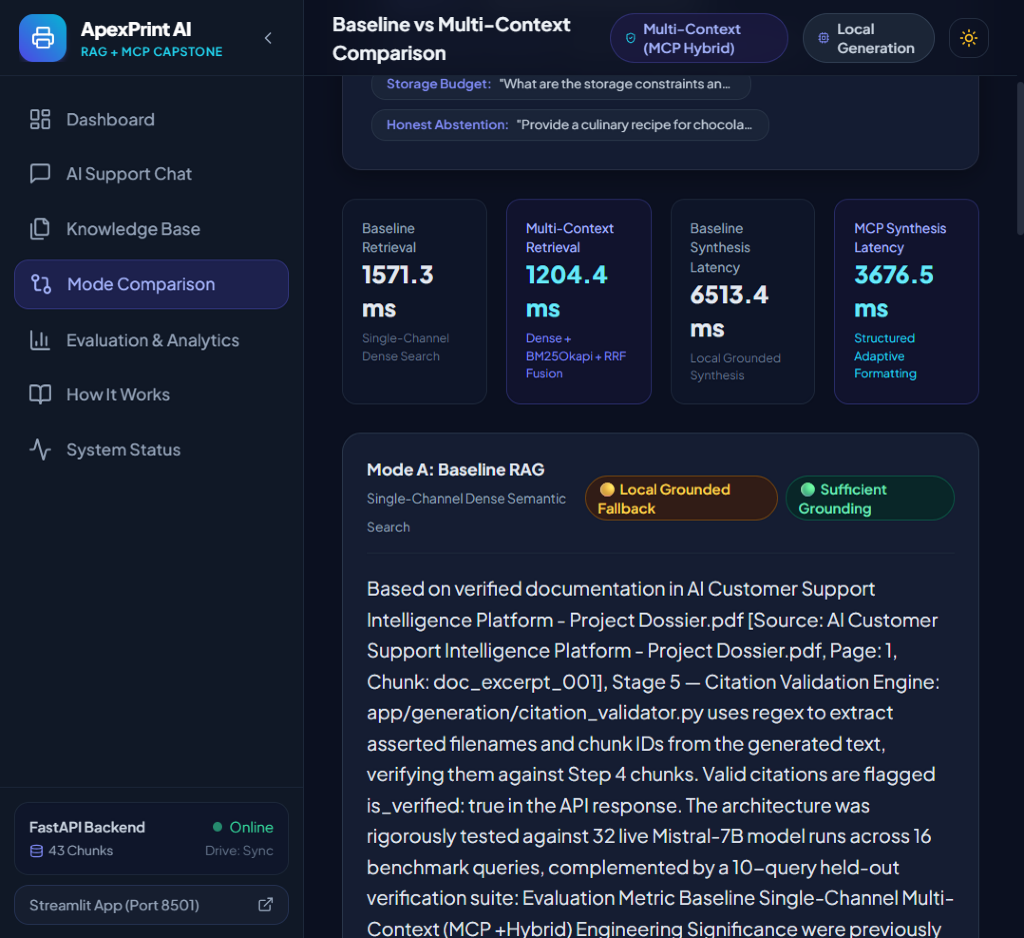 ApexPrint AI
RAG + MCP CAPSTONE
Dashboard
AI Support Chat
Knowledge Base
Mode Comparison
Evaluation & Analytics
How It Works
System Status
FastAPI Backend
Online
43 Chunks
Drive: Sync
Streamlit App (Port 8501)
Baseline vs Multi-Context
Comparison
Multi-Context
(MCP Hybrid)
Local
Generation
Storage Budget: "What are the storage constraints an...
Honest Abstention: "Provide a culinary recipe for chocola...
Baseline
Retrieval
1571.3
ms
Single-Channel
Dense Search
Multi-Context
Retrieval
1204.4
ms
Dense +
BM25Okapi + RRF
Fusion
Baseline
Synthesis
Latency
6513.4
ms
Local Grounded
Synthesis
MCP Synthesis
Latency
3676.5
ms
Structured
Adaptive
Formatting
Mode A: Baseline RAG
Single-Channel Dense Semantic
Search
Local Grounded
Fallback
Sufficient
Grounding
Based on verified documentation in AI Customer Support
Intelligence Platform - Project Dossier.pdf [Source: AI Customer
Support Intelligence Platform - Project Dossier.pdf, Page: 1,
Chunk: doc_excerpt_001], Stage 5 — Citation Validation Engine:
app/generation/citation_validator.py uses regex to extract
asserted filenames and chunk IDs from the generated text,
verifying them against Step 4 chunks. Valid citations are flagged
is_verified: true in the API response. The architecture was
rigorously tested against 32 live Mistral-7B model runs across 16
benchmark queries, complemented by a 10-query held-out
verification suite: Evaluation Metric Baseline Single-Channel Multi-
Context (MCP +Hybrid) Engineering Significance were previously